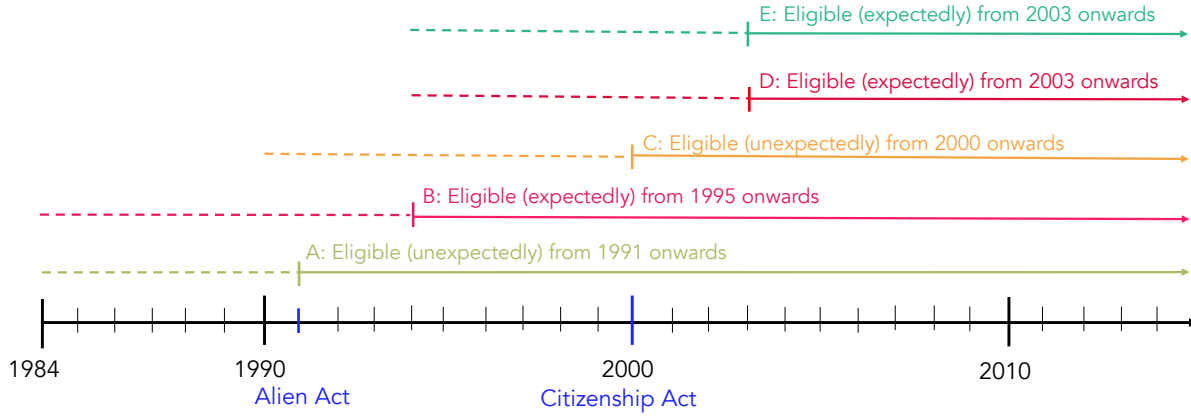 E: Eligible (expectedly) from 2003 onwards
D: Eligible (expectedly) from 2003 onwards
C: Eligible (unexpectedly) from 2000 onwards
B: Eligible (expectedly) from 1995 onwards
A: Eligible (unexpectedly) from 1991 onwards
1984 1990 2000 2010
Alien Act Citizenship Act